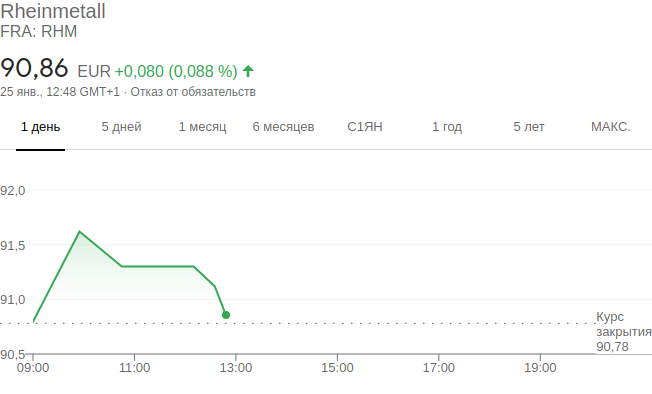 Rheinmetall
FRA: RHM
90,86 EUR +0,080 (0,088 %)
25 янв., 12:48 GMT+1 · Отказ от обязательств
1 день 5 дней 1 месяц 6 месяцев С1ЯН 1 год 5 лет МАКС.
92,0
91,5
91,0
Курс
закрытия
90,78
90,5
09:00 11:00 13:00 15:00 17:00 19:00